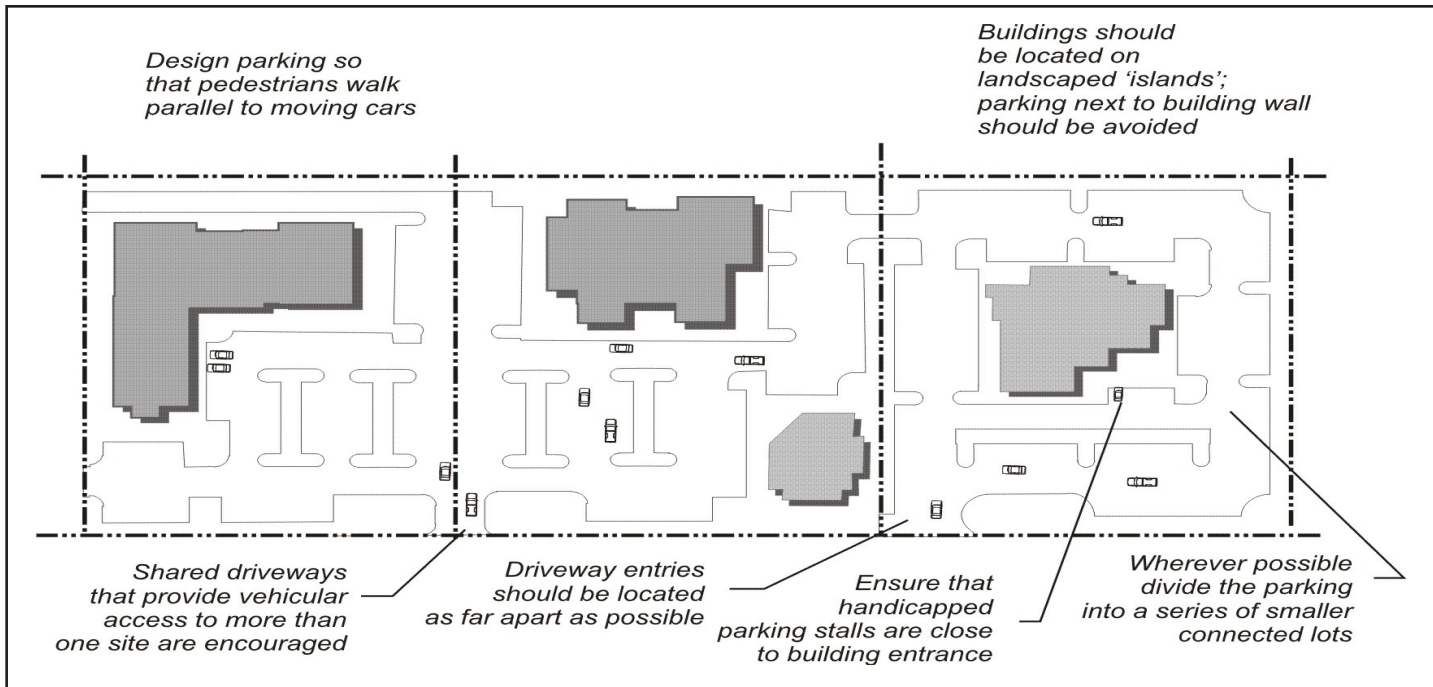 Design parking so
that pedestrians walk
parallel to moving cars
Buildings should
be located on
landscaped ‘islands’;
parking next to building wall
should be avoided
Shared driveways
that provide vehicular
access to more than
one site are encouraged
Driveway entries
should be located
as far apart as possible
Ensure that
handicapped
parking stalls are close
to building entrance
Wherever possible
divide the parking
into a series of smaller
connected lots